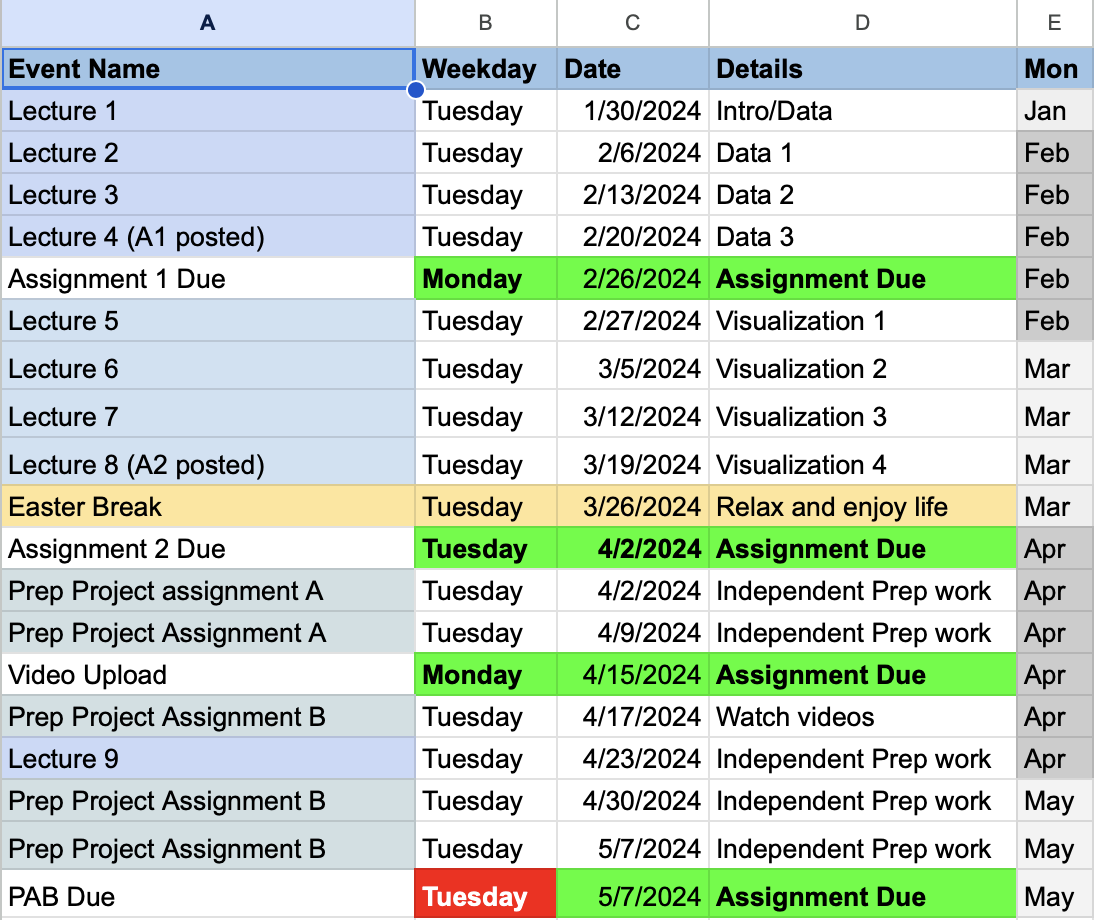 A B C D E
Event Name Weekday Date Details Mon
Lecture 1 Tuesday 1/30/2024 Intro/Data Jan
Lecture 2 Tuesday 2/6/2024 Data 1 Feb
Lecture 3 Tuesday 2/13/2024 Data 2 Feb
Lecture 4 (A1 posted) Tuesday 2/20/2024 Data 3 Feb
Assignment 1 Due Monday 2/26/2024 Assignment Due Feb
Lecture 5 Tuesday 2/27/2024 Visualization 1 Feb
Lecture 6 Tuesday 3/5/2024 Visualization 2 Mar
Lecture 7 Tuesday 3/12/2024 Visualization 3 Mar
Lecture 8 (A2 posted) Tuesday 3/19/2024 Visualization 4 Mar
Easter Break Tuesday 3/26/2024 Relax and enjoy life Mar
Assignment 2 Due Tuesday 4/2/2024 Assignment Due Apr
Prep Project assignment A Tuesday 4/2/2024 Independent Prep work Apr
Prep Project Assignment A Tuesday 4/9/2024 Independent Prep work Apr
Video Upload Monday 4/15/2024 Assignment Due Apr
Prep Project Assignment B Tuesday 4/17/2024 Watch videos Apr
Lecture 9 Tuesday 4/23/2024 Independent Prep work Apr
Prep Project Assignment B Tuesday 4/30/2024 Independent Prep work May
Prep Project Assignment B Tuesday 5/7/2024 Independent Prep work May
PAB Due Tuesday 5/7/2024 Assignment Due May